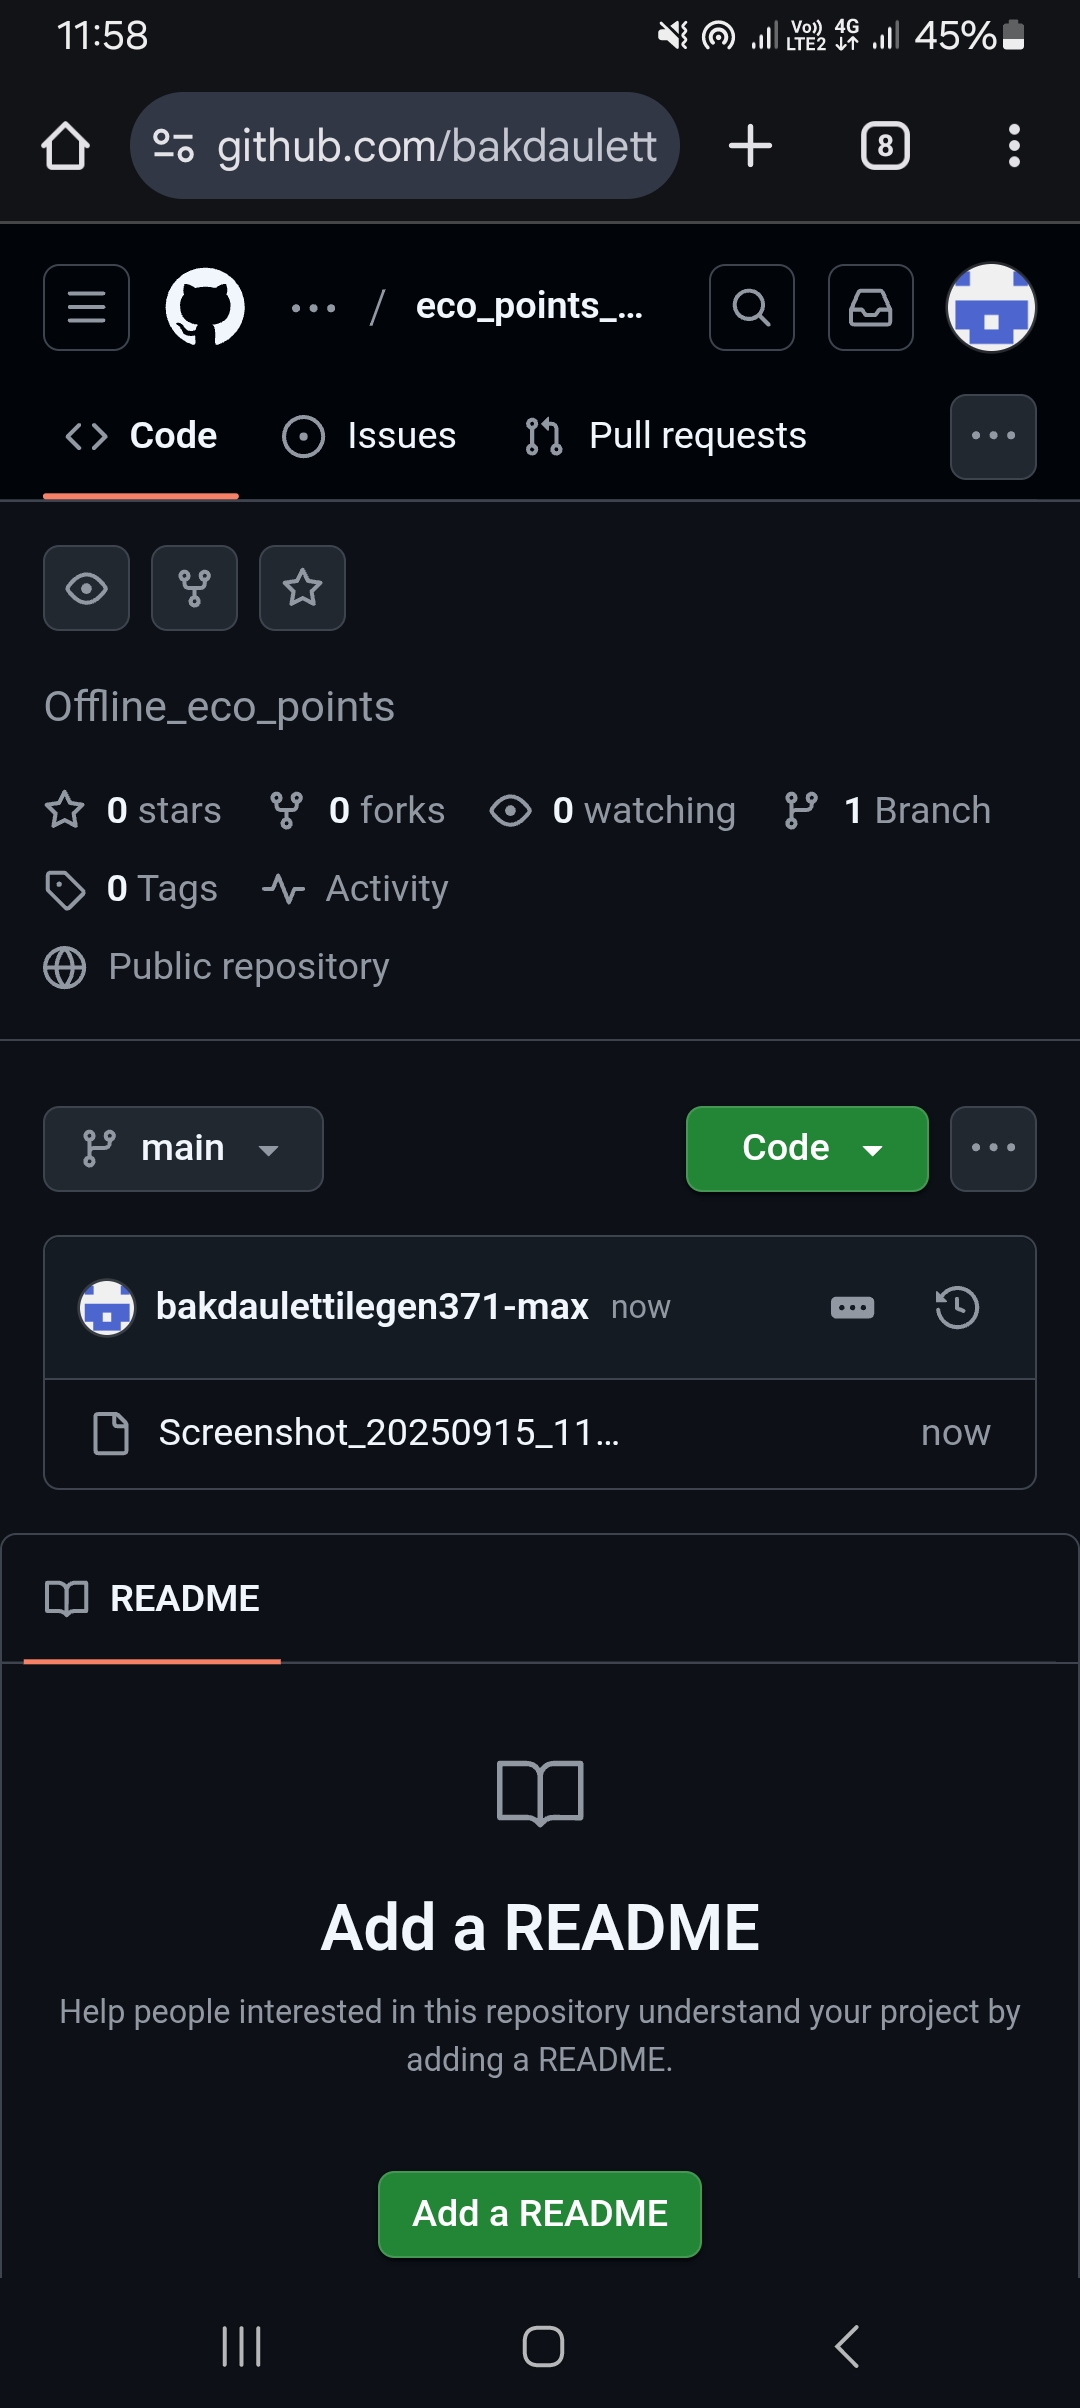 11:58
Vo)) LTE2 4G 45%
github.com/bakdaulett
8
/ eco_points_...
Code Issues Pull requests
Offline_eco_points
0 stars 0 forks 0 watching 1 Branch
0 Tags Activity
Public repository
main Code
bakdaulettilegen371-max now
Screenshot_20250915_11... now
README
Add a README
Help people interested in this repository understand your project by
adding a README.
Add a README